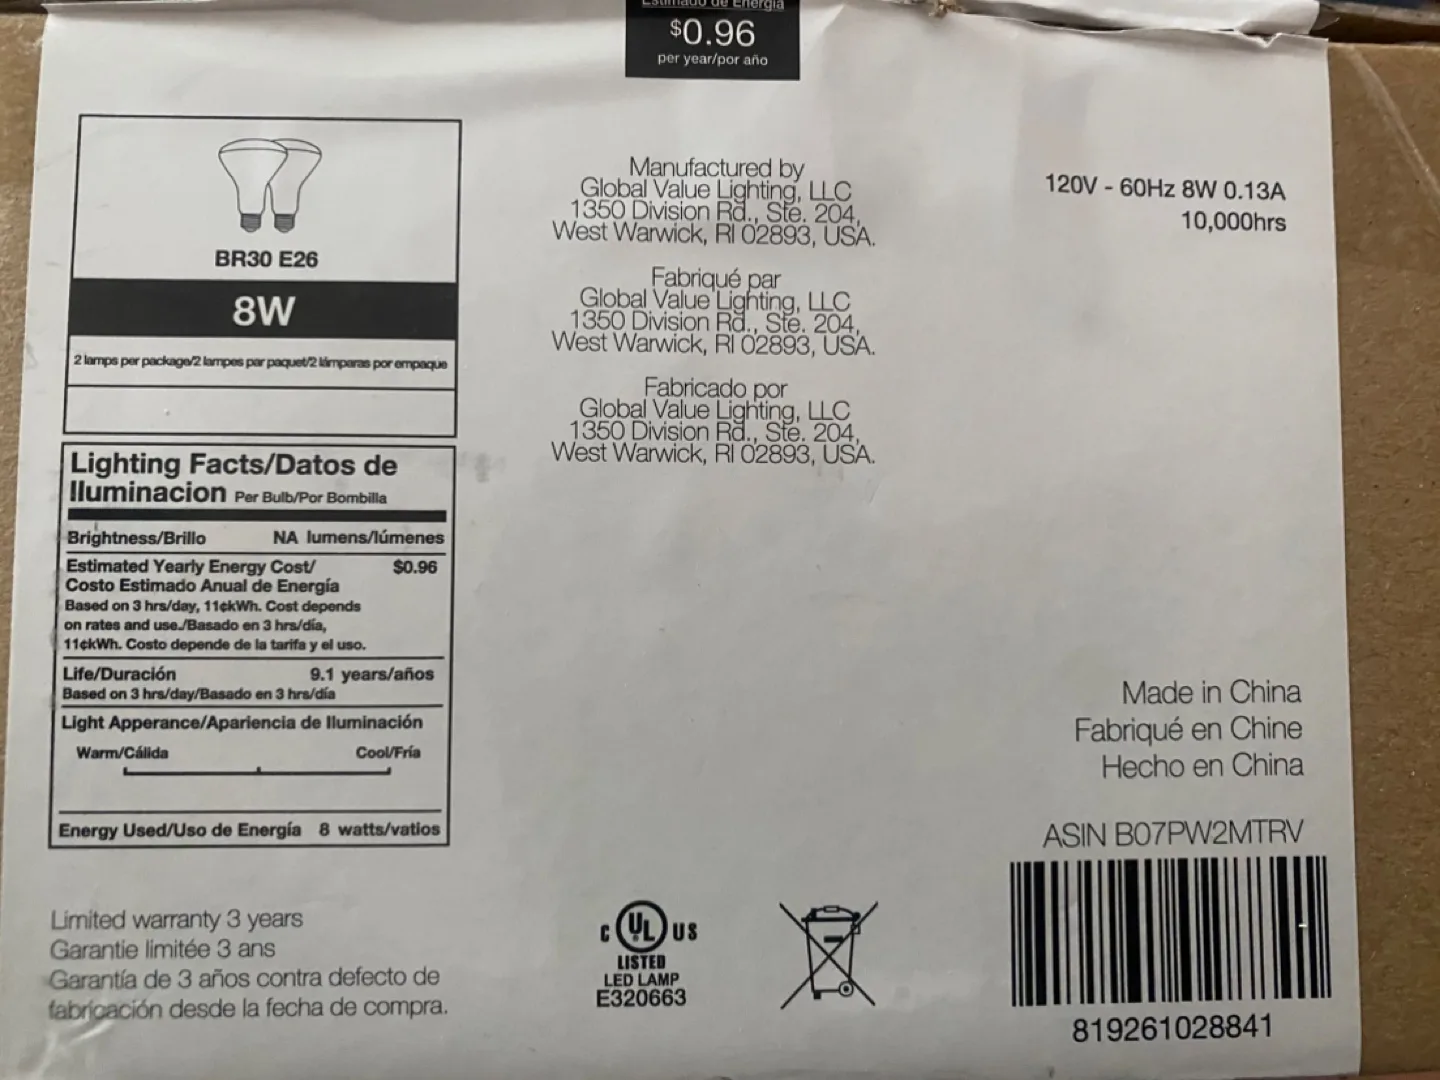 Estimado de Energía
$0.96
per year/por año
BR30 E26
8W
2 lamps per package/2 lampes par paquet/2 lámparas por empaque
Lighting Facts/Datos de
Iluminacion Per Bulb/Por Bombilla
Brightness/Brillo NA lumens/lúmenes
Estimated Yearly Energy Cost/ $0.96
Costo Estimado Anual de Energía
Based on 3 hrs/day, 11¢kWh. Cost depends
on rates and use./Basado en 3 hrs/día,
11¢kWh. Costo depende de la tarifa y el uso.
Life/Duración 9.1 years/años
Based on 3 hrs/day/Basado en 3 hrs/día
Light Apperance/Apariencia de Iluminación
Warm/Cálida Cool/Fría
Energy Used/Uso de Energía 8 watts/vatios
Limited warranty 3 years
Garantie limitée 3 ans
Garantía de 3 años contra defecto de
fabricación desde la fecha de compra.
Manufactured by
Global Value Lighting, LLC
1350 Division Rd., Ste. 204,
West Warwick, RI 02893, USA.
Fabriqué par
Global Value Lighting, LLC
1350 Division Rd., Ste. 204,
West Warwick, RI 02893, USA.
Fabricado por
Global Value Lighting, LLC
1350 Division Rd., Ste. 204,
West Warwick, RI 02893, USA.
C UL US
LISTED
LED LAMP
E320663
120V - 60Hz 8W 0.13A
10,000hrs
Made in China
Fabriqué en Chine
Hecho en China
ASIN B07PW2MTRV
819261028841